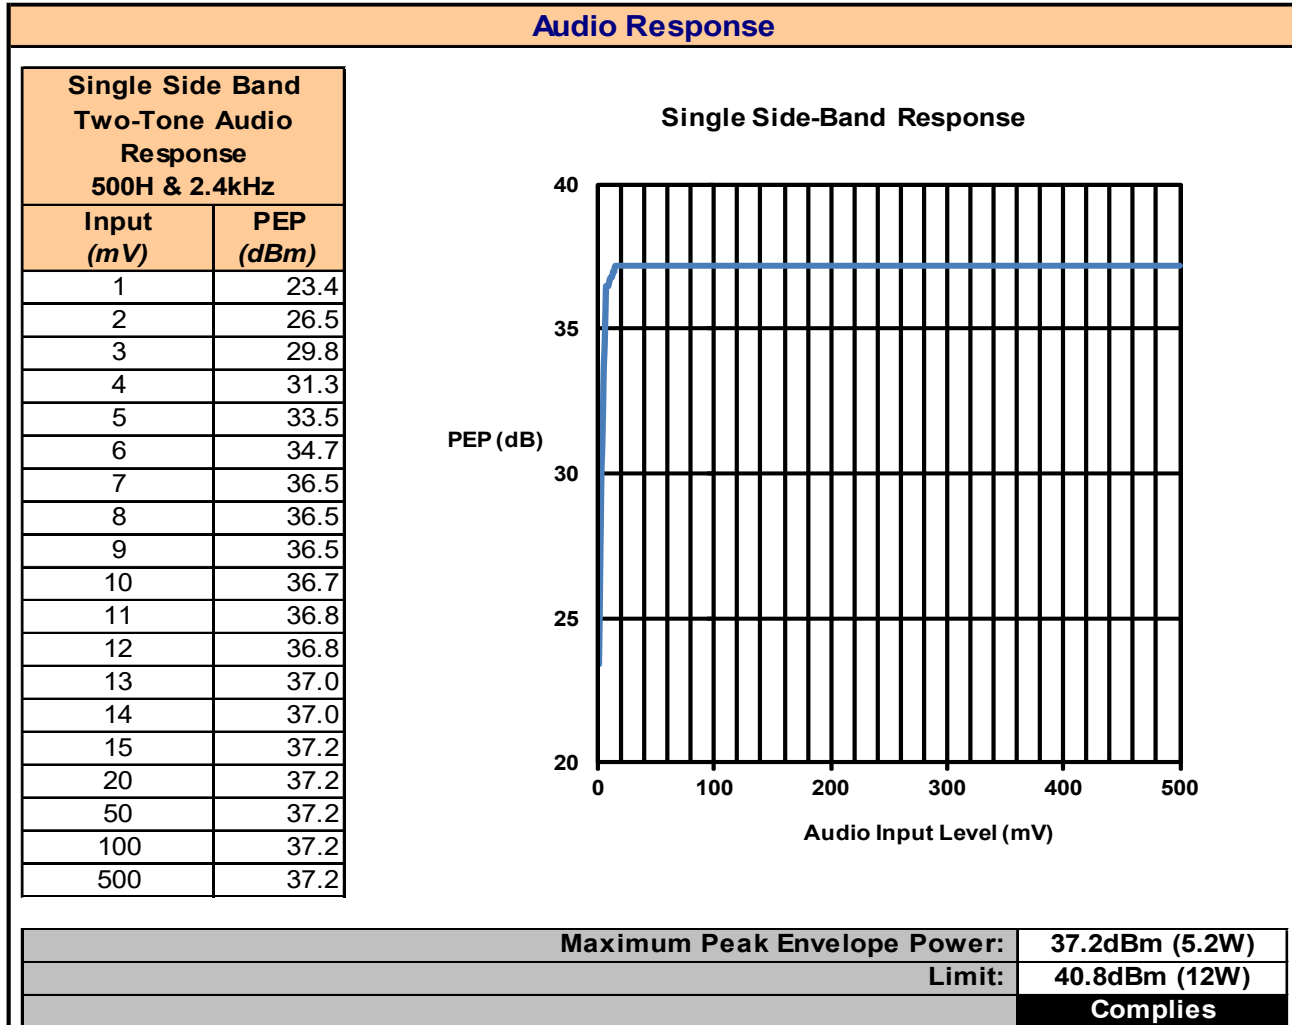 Audio Response
Single Side Band
Two-Tone Audio
Response
500H & 2.4kHz
Input PEP
(mV) (dBm)
1 23.4
2 26.5
3 29.8
4 31.3
5 33.5
6 34.7
7 36.5
8 36.5
9 36.5
10 36.7
11 36.8
12 36.8
13 37.0
14 37.0
15 37.2
20 37.2
50 37.2
100 37.2
500 37.2
Single Side-Band Response
40
35
PEP (dB)
30
25
20
0 100 200 300 400 500
Audio Input Level (mV)
Maximum Peak Envelope Power: 37.2dBm (5.2W)
Limit: 40.8dBm (12W)
Complies